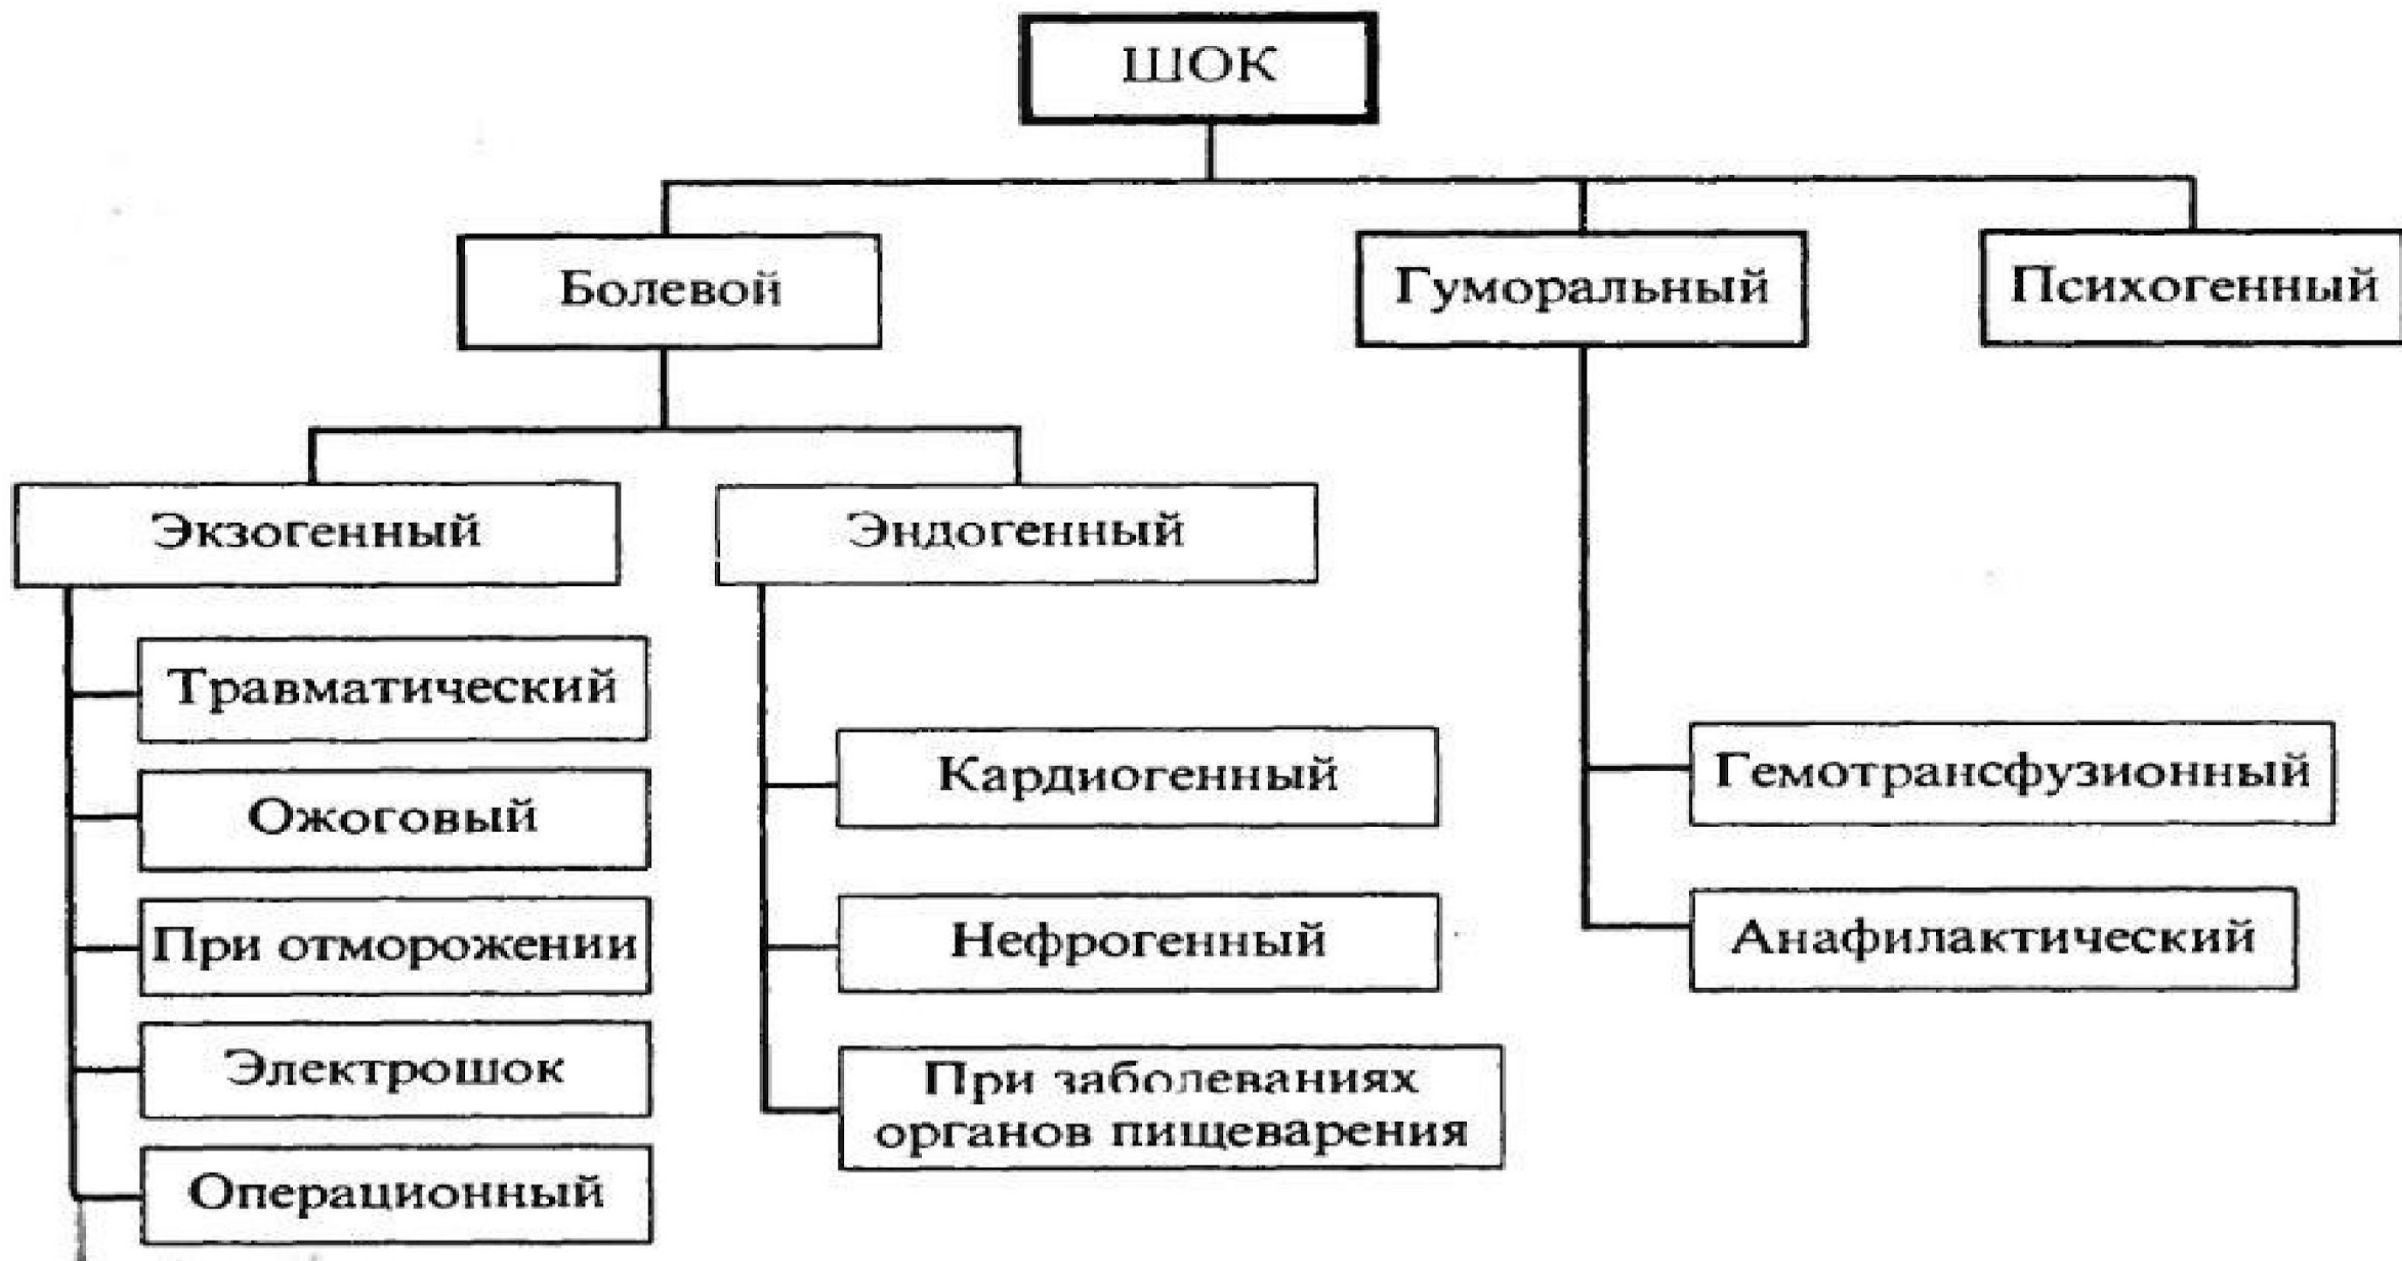 ШОК
Болевой
Гуморальный
Психогенный
Экзогенный
Эндогенный
Травматический
Ожоговый
При отморожении
Электрошок
Операционный
Кардиогенный
Нефрогенный
При заболеваниях
органов пищеварения
Гемотрансфузионный
Анафилактический